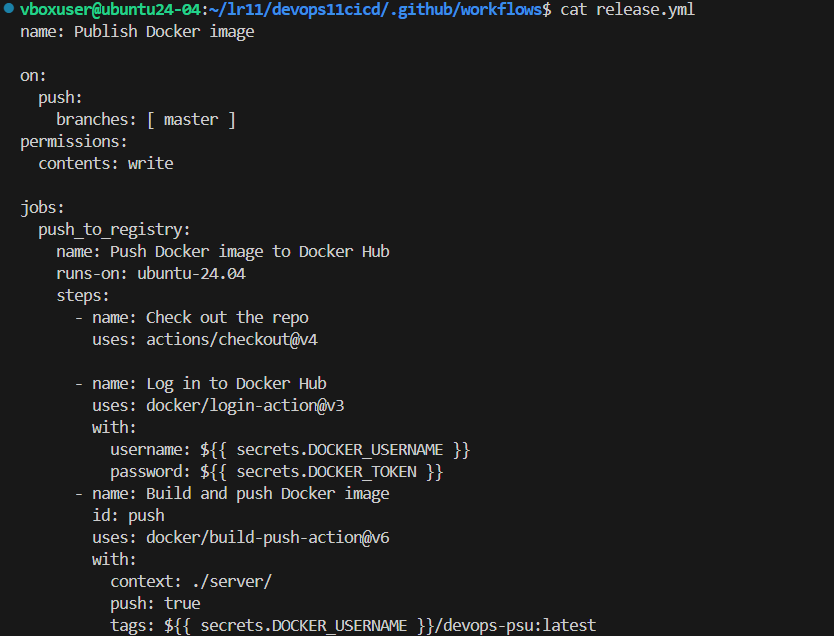 vboxuser@ubuntu24-04:~/lr11/devops11cicd/.github/workflows$ cat release.yml
name: Publish Docker image

on:
  push:
    branches: [ master ]
permissions:
  contents: write

jobs:
  push_to_registry:
    name: Push Docker image to Docker Hub
    runs-on: ubuntu-24.04
    steps:
      - name: Check out the repo
        uses: actions/checkout@v4

      - name: Log in to Docker Hub
        uses: docker/login-action@v3
        with:
          username: ${{ secrets.DOCKER_USERNAME }}
          password: ${{ secrets.DOCKER_TOKEN }}
      - name: Build and push Docker image
        id: push
        uses: docker/build-push-action@v6
        with:
          context: ./server/
          push: true
          tags: ${{ secrets.DOCKER_USERNAME }}/devops-psu:latest